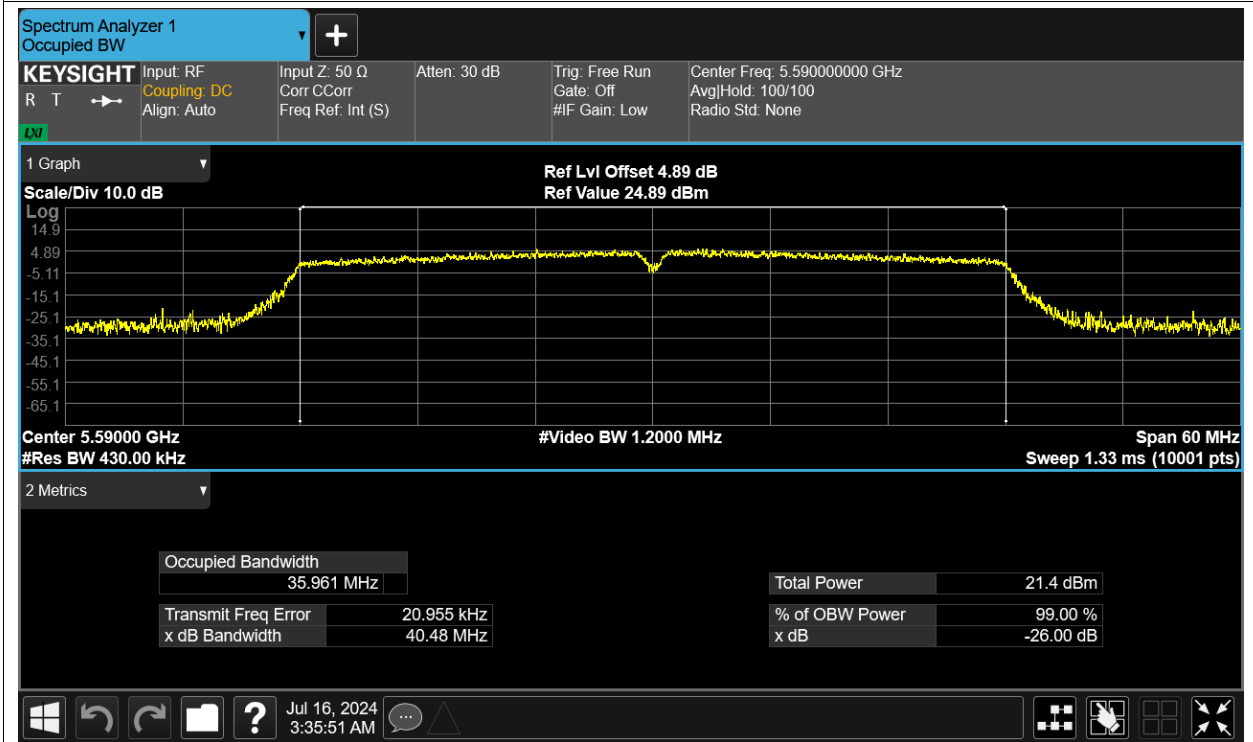 Spectrum Analyzer 1
Occupied BW
KEYSIGHT
R T
LXI
Input: RF
Coupling: DC
Align: Auto
Input Z: 50 Ω
Corr CCorr
Freq Ref: Int (S)
Atten: 30 dB
Trig: Free Run
Gate: Off
#IF Gain: Low
Center Freq: 5.590000000 GHz
Avg|Hold: 100/100
Radio Std: None
1 Graph
Scale/Div 10.0 dB
Ref Lvl Offset 4.89 dB
Ref Value 24.89 dBm
Log
14.9
4.89
-5.11
-15.1
-25.1
-35.1
-45.1
-55.1
-65.1
Center 5.59000 GHz
#Video BW 1.2000 MHz
Span 60 MHz
#Res BW 430.00 kHz
Sweep 1.33 ms (10001 pts)
2 Metrics
Occupied Bandwidth
35.961 MHz
Total Power 21.4 dBm
Transmit Freq Error 20.955 kHz
% of OBW Power 99.00 %
x dB Bandwidth 40.48 MHz
x dB -26.00 dB
?
Jul 16, 2024
3:35:51 AM